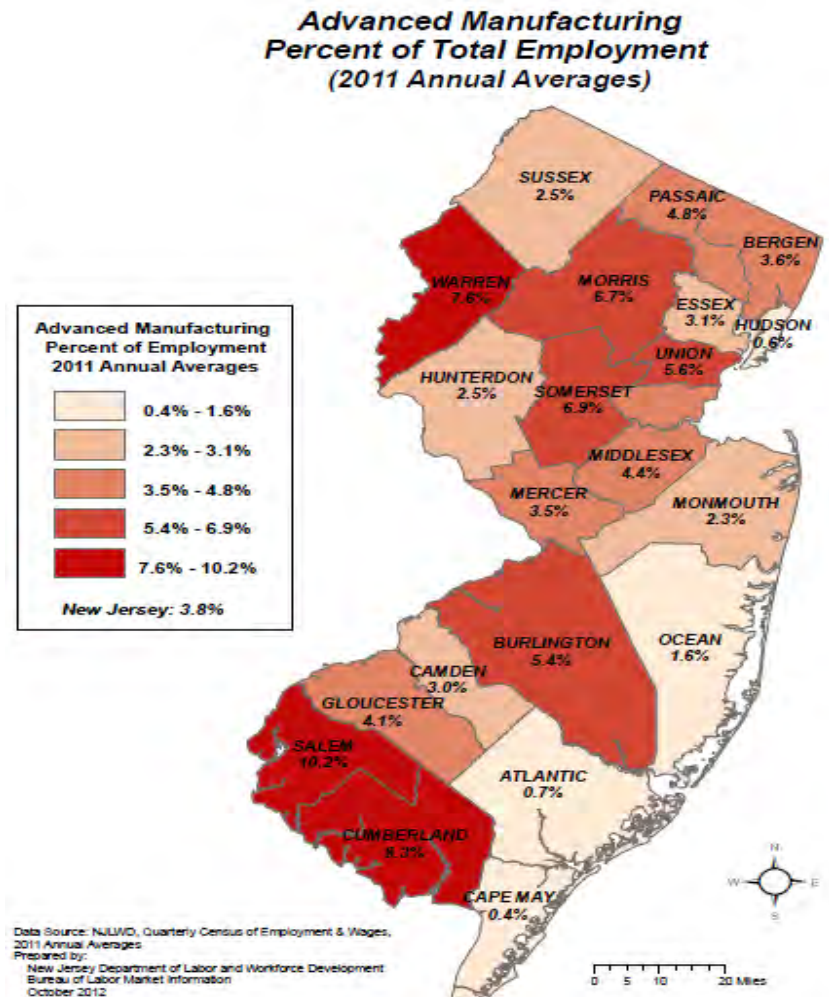 Advanced Manufacturing
Percent of Total Employment
(2011 Annual Averages)
SUSSEX
2.5%
PASSAIC
4.8%
BERGEN
3.6%
WARREN
7.6%
MORRIS
6.7%
ESSEX
3.1%
HUDSON
0.6%
UNION
5.6%
HUNTERDON
2.5%
SOMERSET
6.9%
MIDDLESEX
4.4%
MERCER
3.5%
MONMOUTH
2.3%
Advanced Manufacturing
Percent of Employment
2011 Annual Averages
0.4% - 1.6%
2.3% - 3.1%
3.5% - 4.8%
5.4% - 6.9%
7.6% - 10.2%
New Jersey: 3.8%
BURLINGTON
5.4%
OCEAN
1.6%
CAMDEN
3.0%
GLOUCESTER
4.1%
SALEM
10.2%
ATLANTIC
0.7%
CUMBERLAND
8.3%
CAPE MAY
0.4%
N
W
E
S
Data Source: NJLWD, Quarterly Census of Employment & Wages,
2011 Annual Averages
Prepared by:
New Jersey Department of Labor and Workforce Development
Bureau of Labor Market Information
October 2012
0 5 10 20 Miles